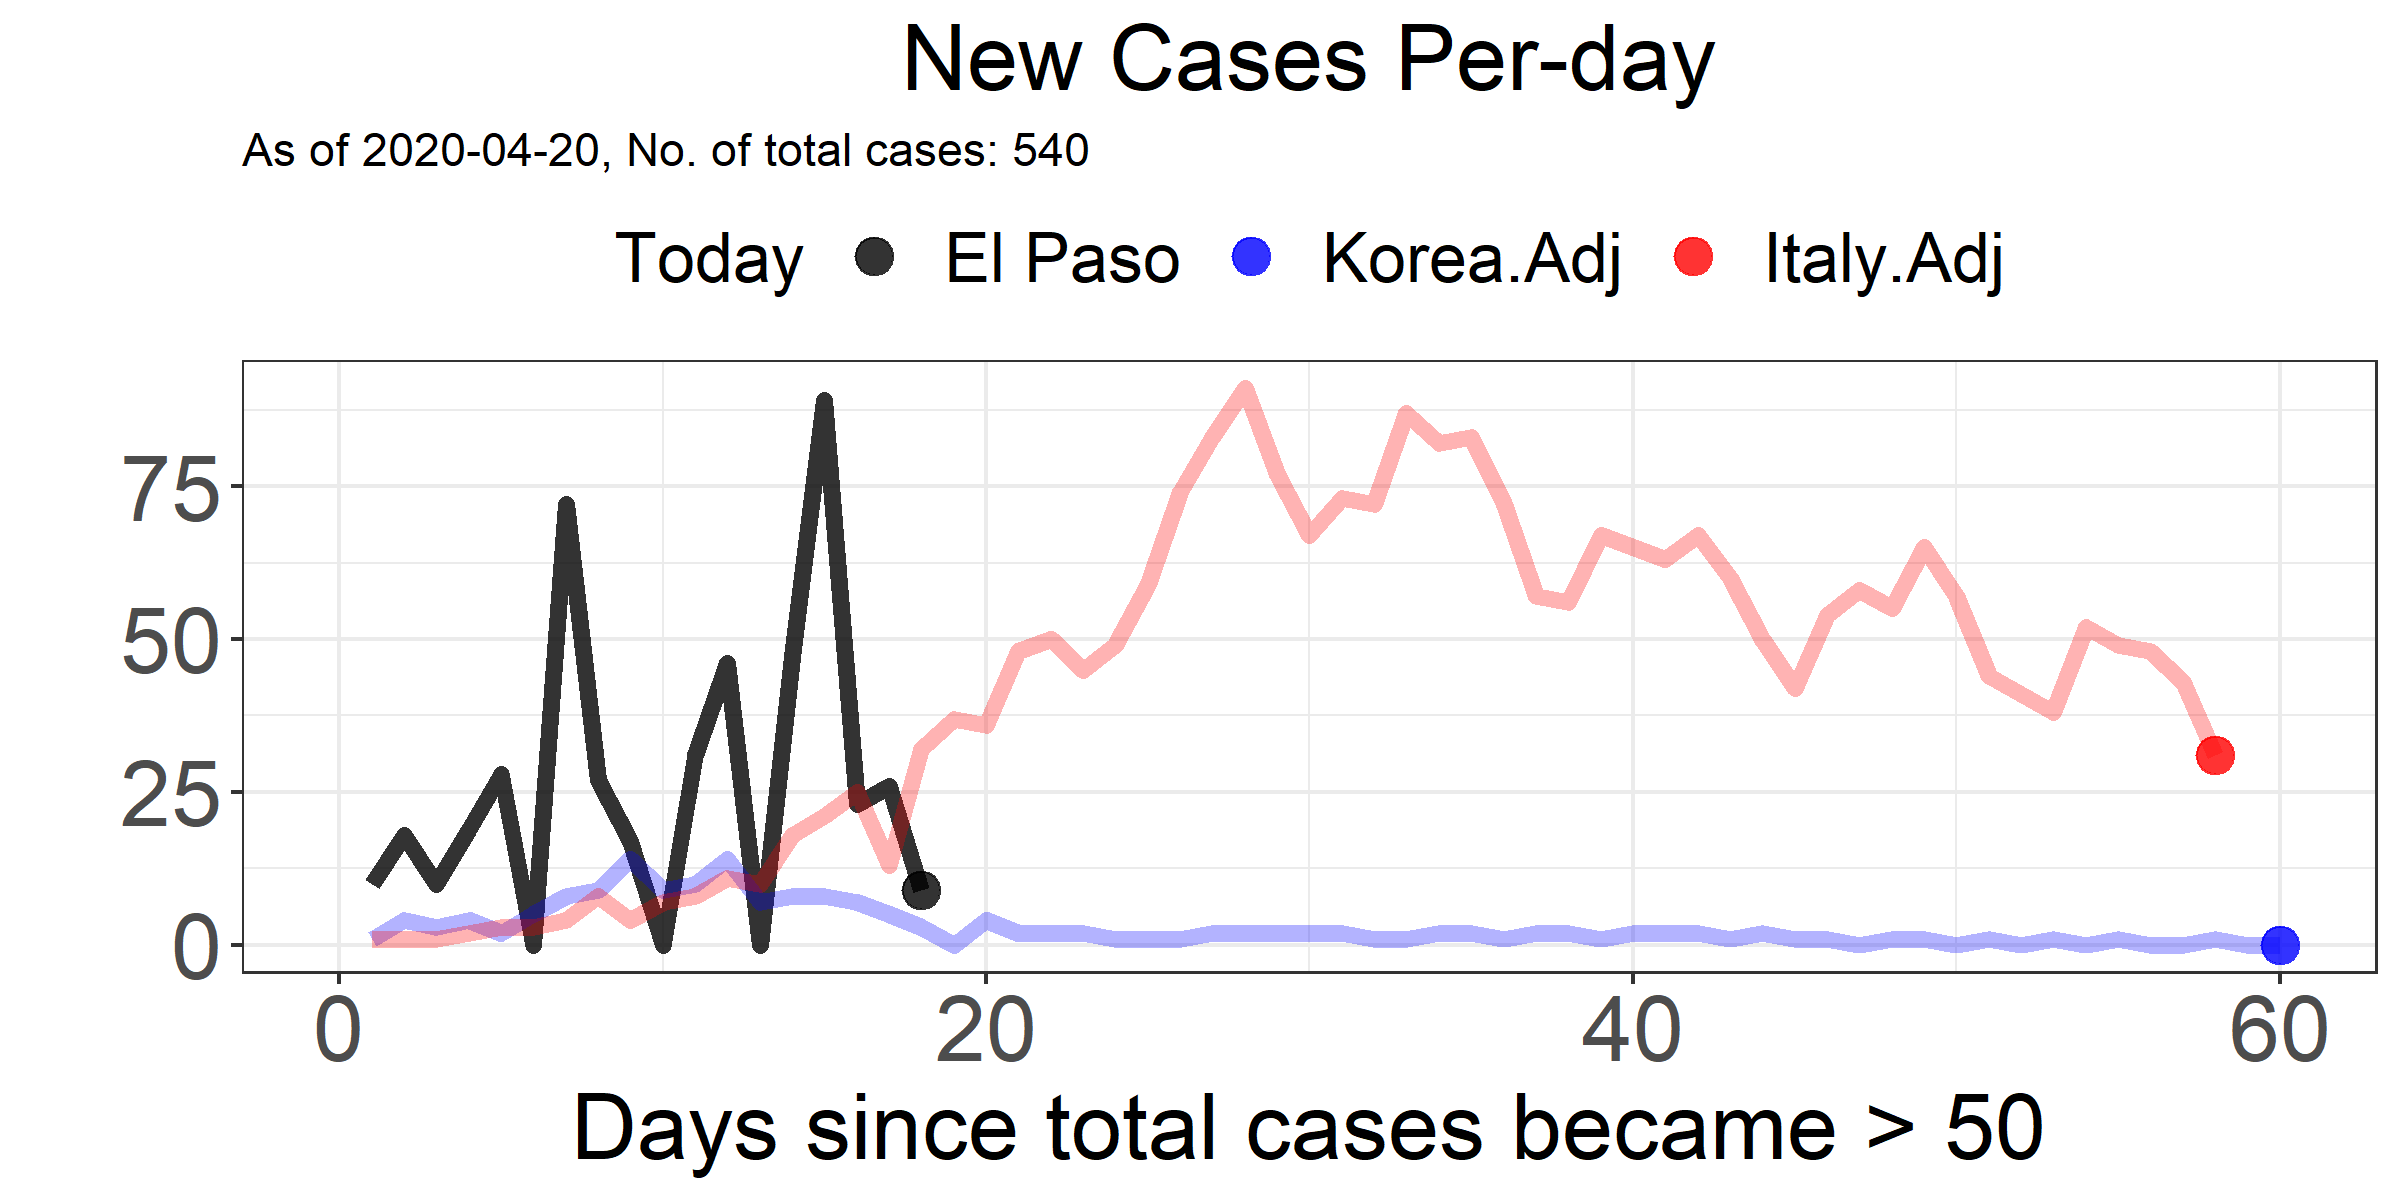 New Cases Per-day
As of 2020-04-20, No. of total cases: 540
Today El Paso Korea.Adj Italy.Adj
75
50
25
0
0 20 40 60
Days since total cases became > 50